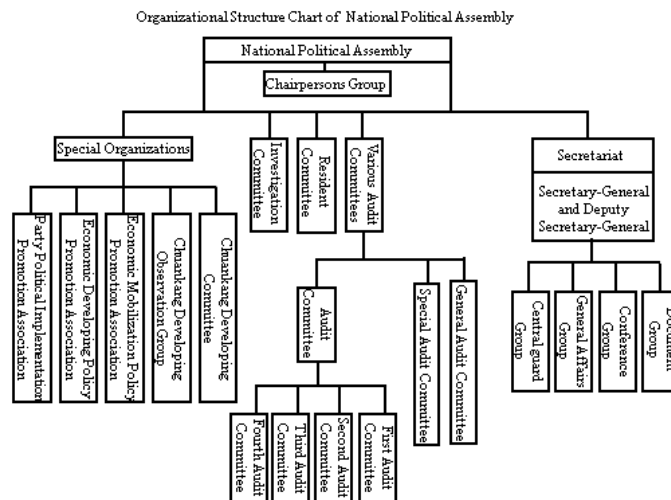 Organizational Structure Chart of National Political Assembly
National Political Assembly
Chairpersons Group
Special Organizations
Investigation
Committee
Resident
Committee
Various Audit
Committees
Secretariat
Secretary-General
and Deputy
Secretary-General
Party Political Implementation
Promotion Association
Economic Developing Policy
Promotion Association
Economic Mobilization Policy
Promotion Association
Chuankang Developing
Observation Group
Chuankang Developing
Committee
Audit
Committee
Special Audit Committee
General Audit Committee
Central guard
Group
General Affairs
Group
Conference
Group
Document
Group
Fourth Audit
Committee
Third Audit
Committee
Second Audit
Committee
First Audit
Committee